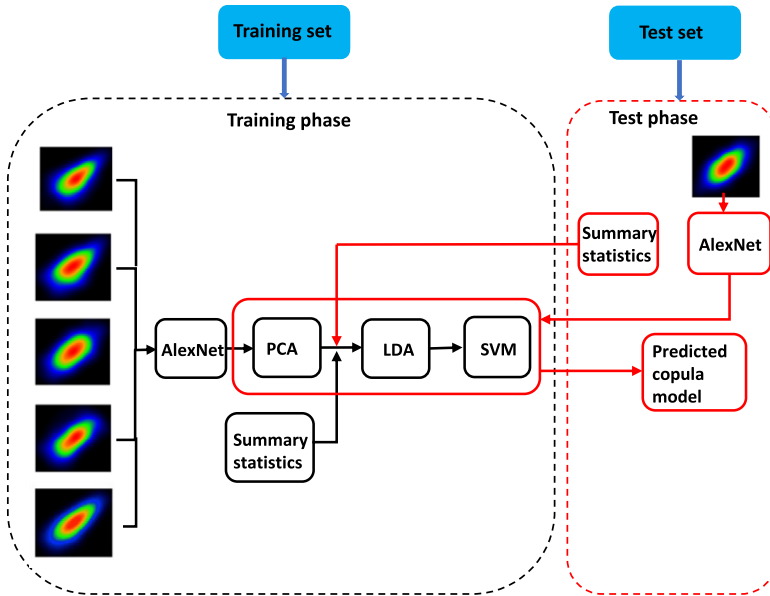 Training set
Test set
Training phase
Test phase
Summary
statistics
AlexNet
AlexNet
PCA
LDA
SVM
Predicted
copula
model
Summary
statistics